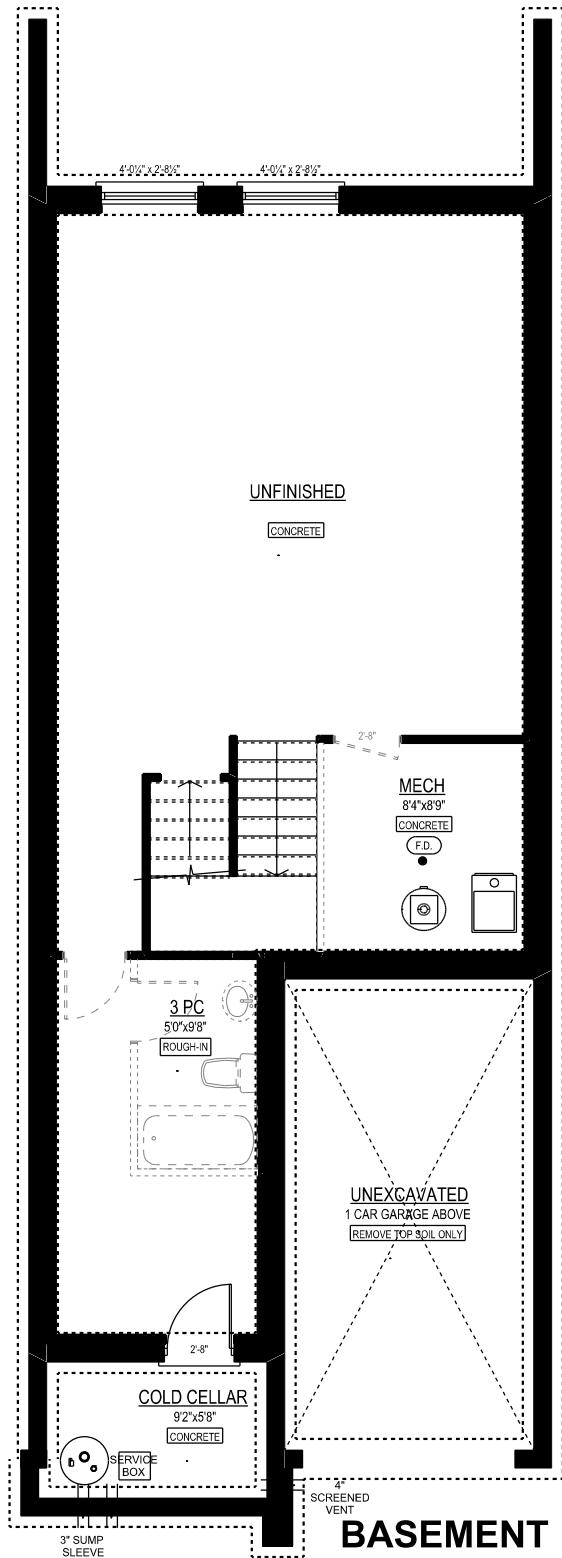 4'-0¼" x 2'-8½" 4'-0¼" x 2'-8½"
UNFINISHED
CONCRETE
2'-8"
MECH
8'4"x8'9"
CONCRETE
F.D.
3 PC
5'0"x9'8"
ROUGH-IN
UNEXCAVATED
1 CAR GARAGE ABOVE
REMOVE TOP SOIL ONLY
2'-8"
COLD CELLAR
9'2"x5'8"
CONCRETE
SERVICE
BOX
4"
SCREENED
VENT
3" SUMP
SLEEVE
BASEMENT